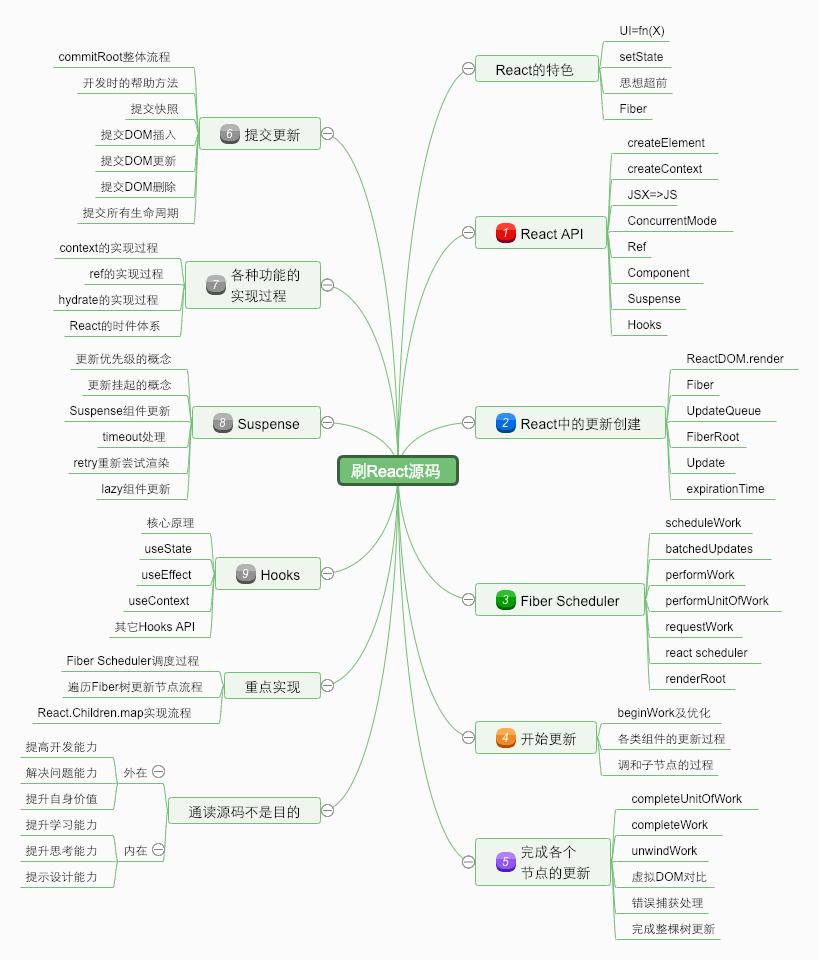 刷React源码
React的特色
UI=fn(X)
setState
思想超前
Fiber
1 React API
createElement
createContext
JSX=>JS
ConcurrentMode
Ref
Component
Suspense
Hooks
2 React中的更新创建
ReactDOM.render
Fiber
UpdateQueue
FiberRoot
Update
expirationTime
3 Fiber Scheduler
scheduleWork
batchedUpdates
performWork
performUnitOfWork
requestWork
react scheduler
renderRoot
4 开始更新
beginWork及优化
各类组件的更新过程
调和子节点的过程
5 完成各个
节点的更新
completeUnitOfWork
completeWork
unwindWork
虚拟DOM对比
错误捕获处理
完成整棵树更新
6 提交更新
commitRoot整体流程
开发时的帮助方法
提交快照
提交DOM插入
提交DOM更新
提交DOM删除
提交所有生命周期
7 各种功能的
实现过程
context的实现过程
ref的实现过程
hydrate的实现过程
React的时件体系
8 Suspense
更新优先级的概念
更新挂起的概念
Suspense组件更新
timeout处理
retry重新尝试渲染
lazy组件更新
9 Hooks
核心原理
useState
useEffect
useContext
其它Hooks API
重点实现
Fiber Scheduler调度过程
遍历Fiber树更新节点流程
React.Children.map实现流程
通读源码不是目的
外在
提高开发能力
解决问题能力
提升自身价值
内在
提升学习能力
提升思考能力
提示设计能力